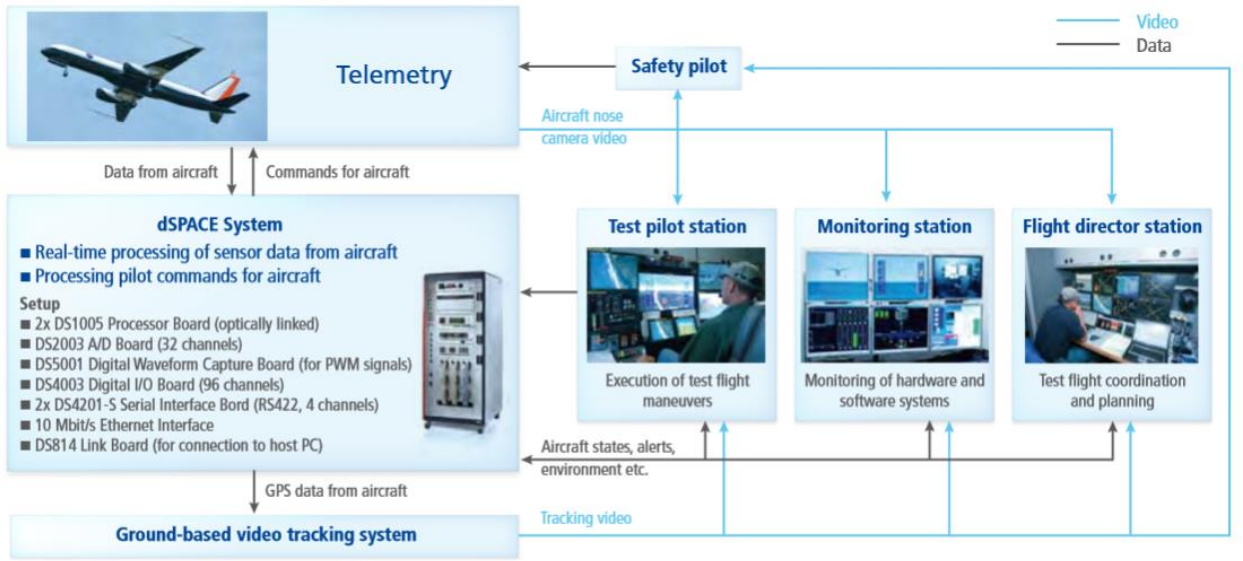 Video
Data
Telemetry
Safety pilot
Aircraft nose
camera video
Data from aircraft
Commands for aircraft
dSPACE System
■ Real-time processing of sensor data from aircraft
■ Processing pilot commands for aircraft
Setup
■ 2x DS1005 Processor Board (optically linked)
■ DS2003 A/D Board (32 channels)
■ DS5001 Digital Waveform Capture Board (for PWM signals)
■ DS4003 Digital I/O Board (96 channels)
■ 2x DS4201-S Serial Interface Bord (RS422, 4 channels)
■ 10 Mbit/s Ethernet Interface
■ DS814 Link Board (for connection to host PC)
Test pilot station
Execution of test flight
maneuvers
Monitoring station
Monitoring of hardware and
software systems
Flight director station
Test flight coordination
and planning
Aircraft states, alerts,
environment etc.
GPS data from aircraft
Ground-based video tracking system
Tracking video